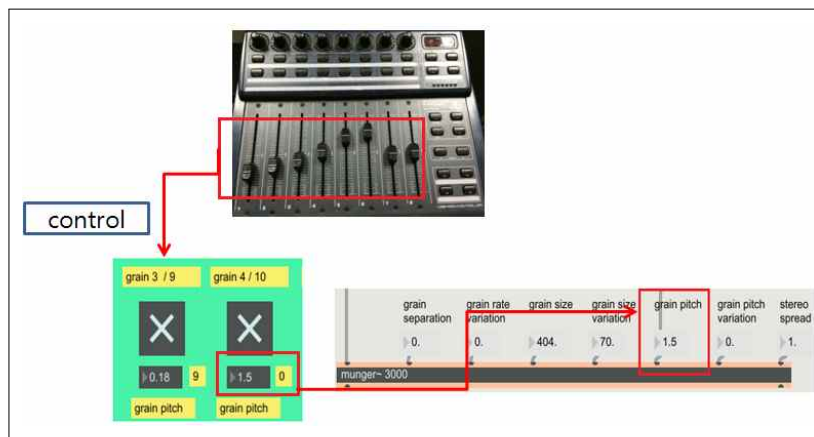 control
grain 3 / 9
grain 4 / 10
0.18
9
1.5
0
grain pitch
grain pitch
grain
separation
grain rate
variation
grain size
grain size
variation
grain pitch
grain pitch
variation
stereo
spread
0.
0.
404.
70.
1.5
0.
1.
munger~ 3000